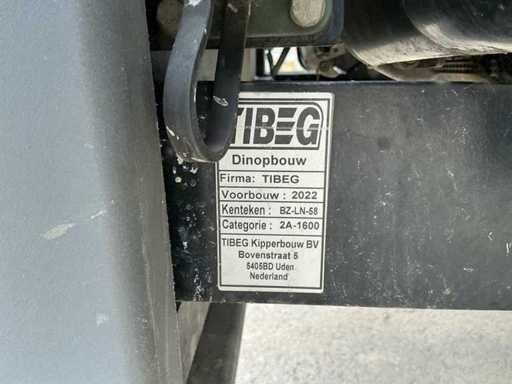 TIBEG
Dinopbouw
Firma: TIBEG
Voorbouw : 2022
Kenteken : BZ-LN-58
Categorie : 2A-1600
TIBEG Kipperbouw BV
Bovenstraat 5
5405BD Uden
Nederland